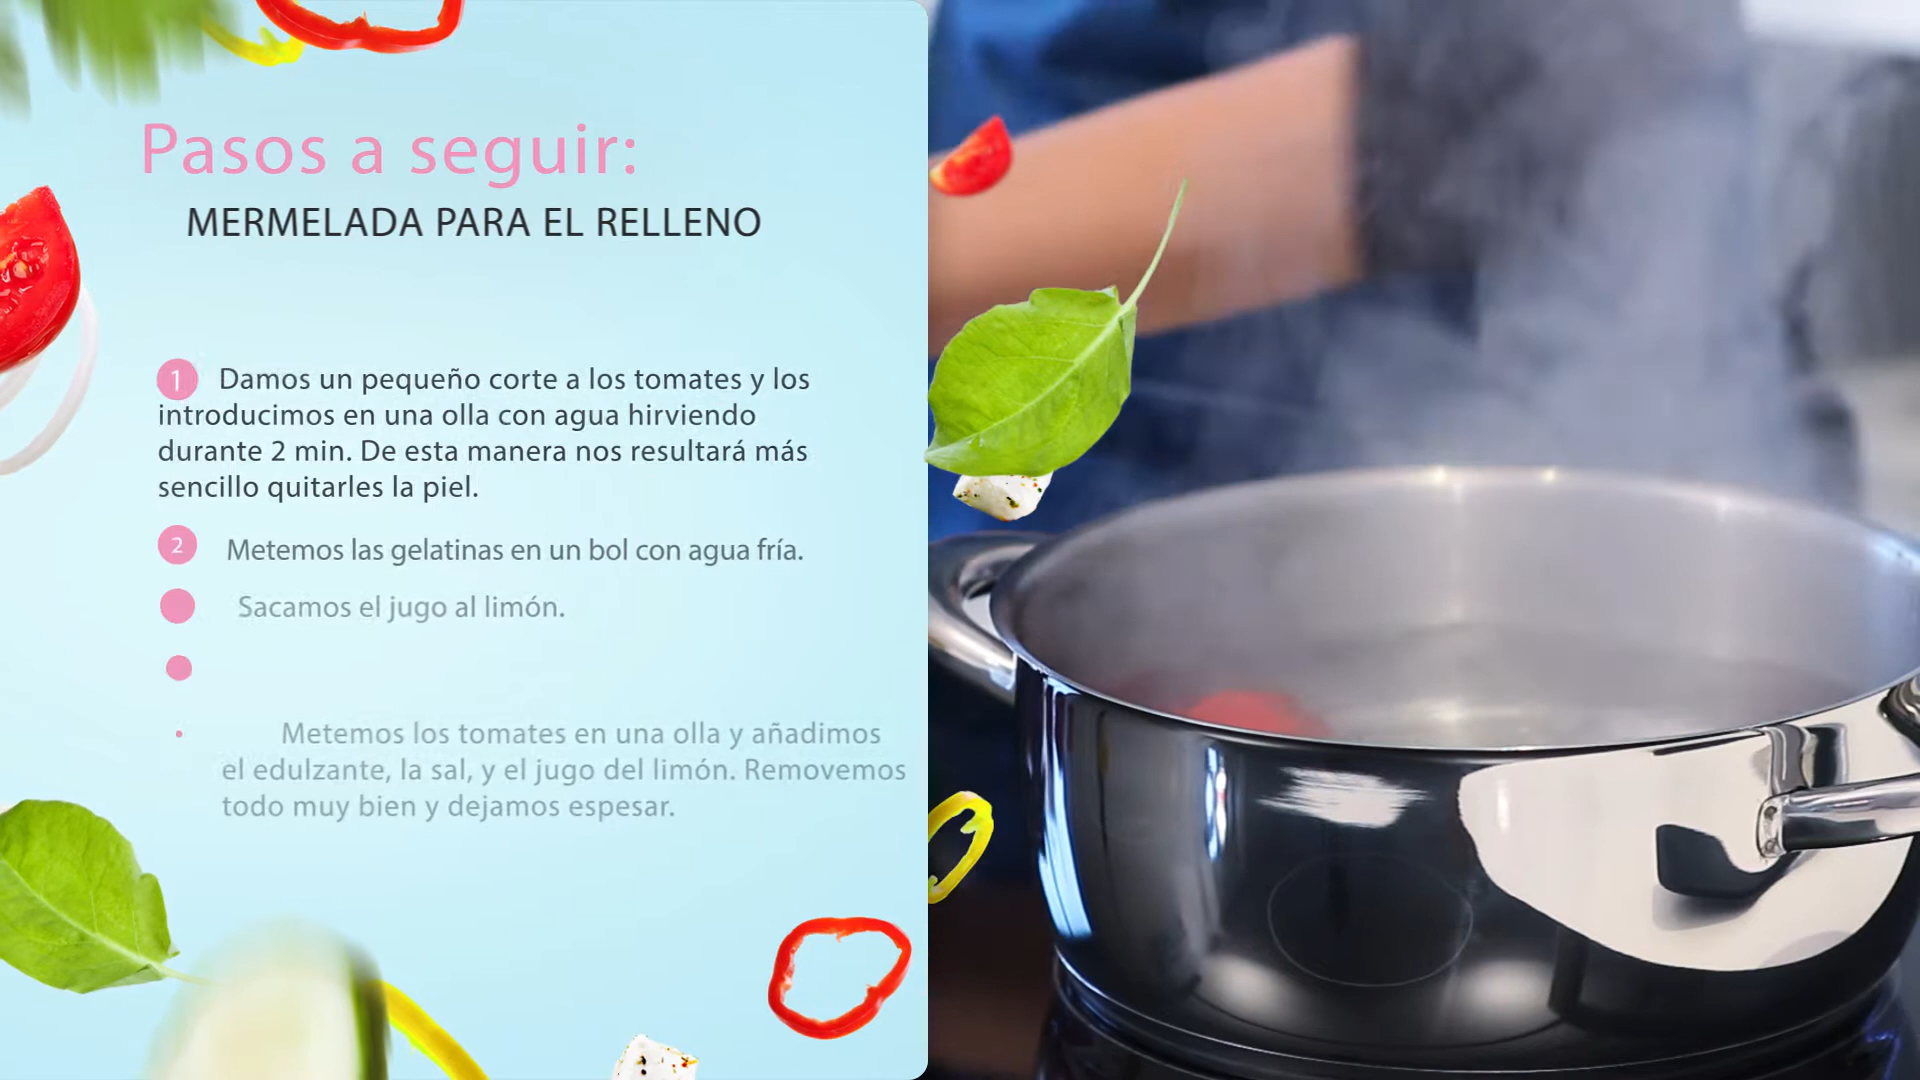 Pasos a seguir:
MERMELADA PARA EL RELLENO
1 Damos un pequeño corte a los tomates y los
introducimos en una olla con agua hirviendo
durante 2 min. De esta manera nos resultará más
sencillo quitarles la piel.
2 Metemos las gelatinas en un bol con agua fría.
Sacamos el jugo al limón.
Metemos los tomates en una olla y añadimos
el edulzante, la sal, y el jugo del limón. Removemos
todo muy bien y dejamos espesar.